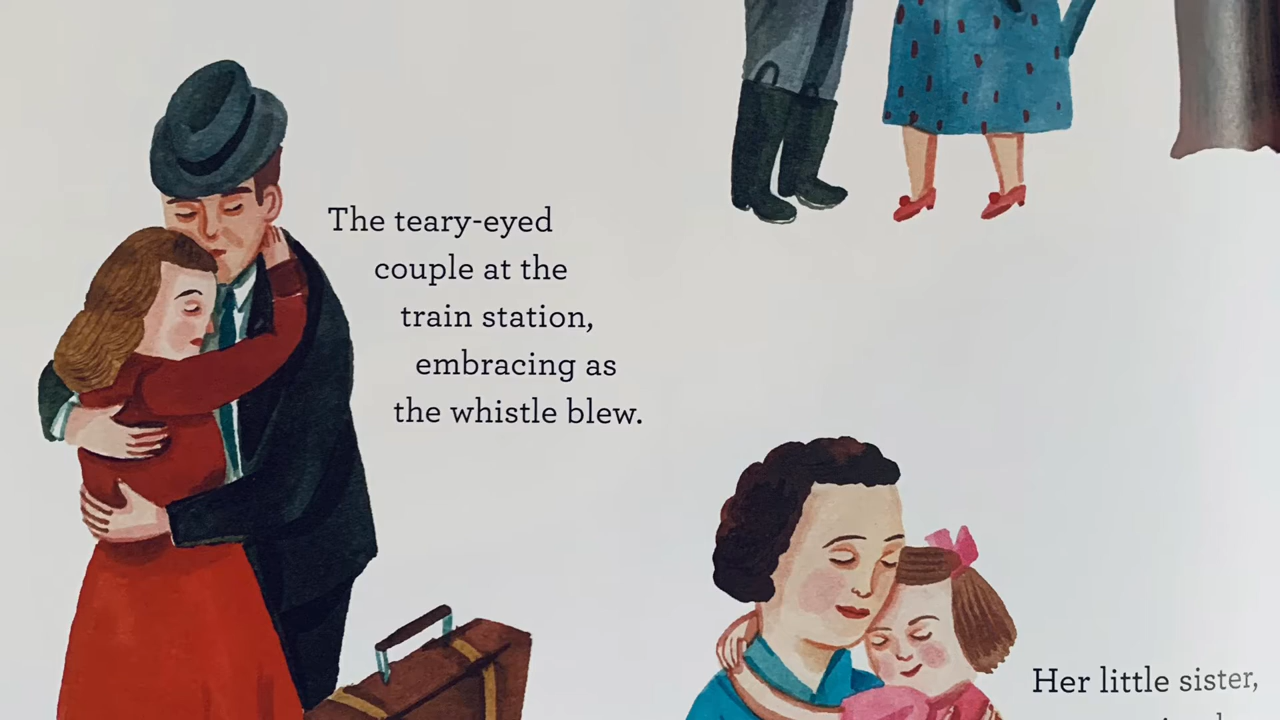 The teary-eyed
couple at the
train station,
embracing as
the whistle blew.
Her little sister,